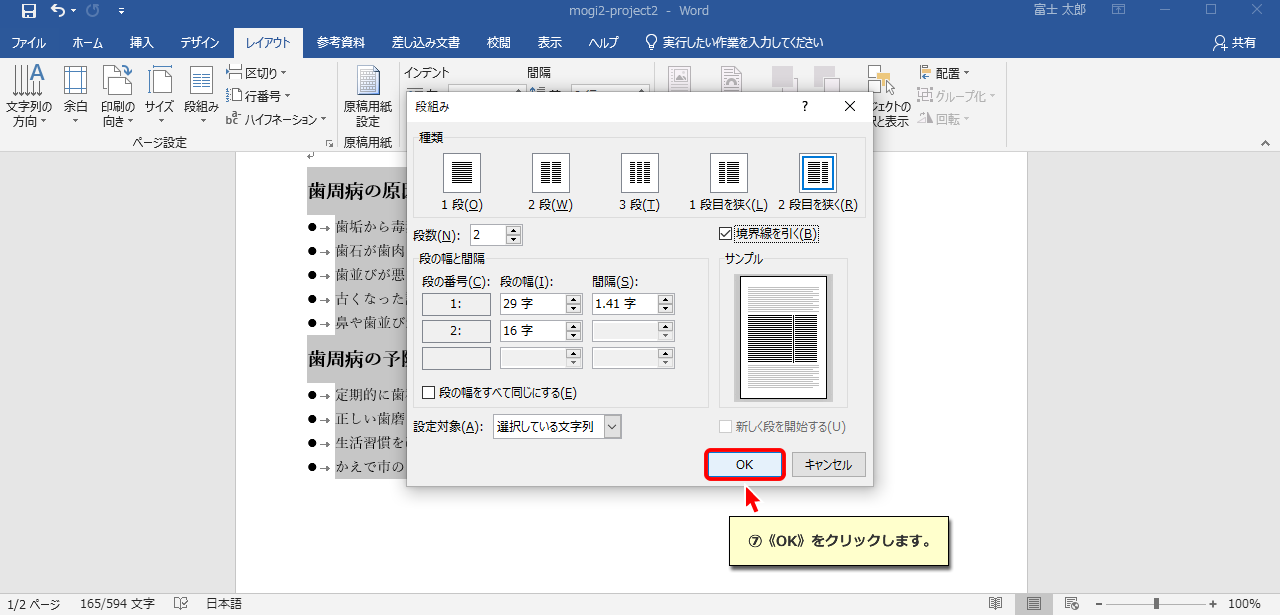 mogi2-project2 - Word
富士 太郎
ファイル ホーム 挿入 デザイン レイアウト 参考資料 差し込み文書 校閲 表示 ヘルプ 実行したい作業を入力してください 共有
文字列の方向
余白
印刷の向き
サイズ
段組み
区切り
行番号
ハイフネーション
ページ設定
原稿用紙設定
原稿用紙
インデント
間隔
配置
グループ化
回転
段組み
?
種類
1 段(O) 2 段(W) 3 段(T) 1 段目を狭く(L) 2 段目を狭く(R)
段数(N): 2
境界線を引く(B)
段の幅と間隔
段の番号(C): 段の幅(I): 間隔(S):
1: 29 字 1.41 字
2: 16 字
段の幅をすべて同じにする(E)
サンプル
設定対象(A): 選択している文字列
新しく段を開始する(U)
OK キャンセル
⑦《OK》をクリックします。
歯周病の原
歯垢から毒
歯石が歯肉
歯並びが悪
古くなった
鼻や歯並び
歯周病の予
定期的に歯
正しい歯磨
生活習慣を
かえで市の
1/2 ページ 165/594 文字 日本語
100%